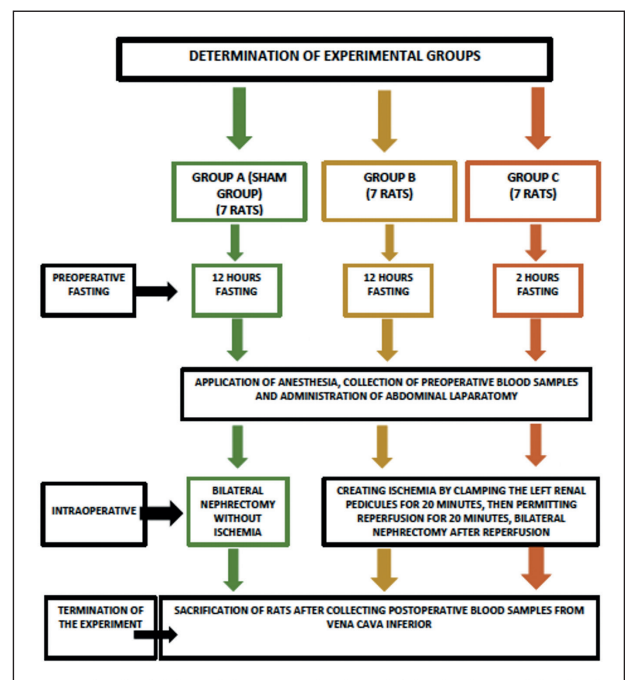 DETERMINATION OF EXPERIMENTAL GROUPS
GROUP A (SHAM
GROUP)
(7 RATS)
GROUP B
(7 RATS)
GROUP C
(7 RATS)
PREOPERATIVE
FASTING
12 HOURS
FASTING
12 HOURS
FASTING
2 HOURS
FASTING
APPLICATION OF ANESTHESIA, COLLECTION OF PREOPERATIVE BLOOD SAMPLES
AND ADMINISTRATION OF ABDOMINAL LAPARATOMY
INTRAOPERATIVE
BILATERAL
NEPHRECTOMY
WITHOUT
ISCHEMIA
CREATING ISCHEMIA BY CLAMPING THE LEFT RENAL
PEDICULES FOR 20 MINUTES, THEN PERMITTING
REPERFUSION FOR 20 MINUTES, BILATERAL
NEPHRECTOMY AFTER REPERFUSION
TERMINATION OF
THE EXPERIMENT
SACRIFICATION OF RATS AFTER COLLECTING POSTOPERATIVE BLOOD SAMPLES FROM
VENA CAVA INFERIOR